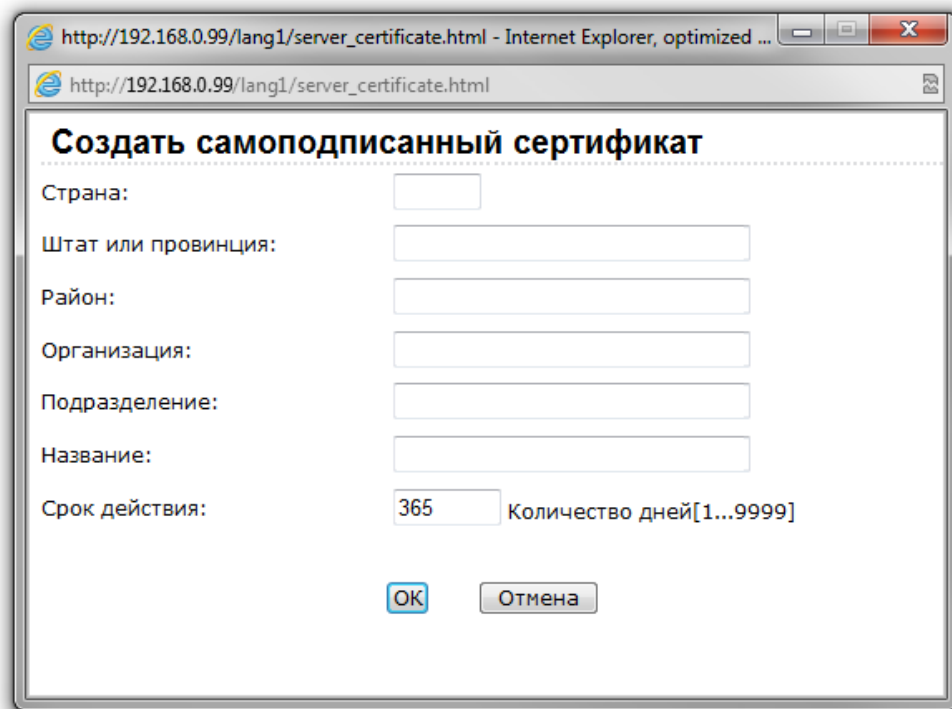 http://192.168.0.99/lang1/server_certificate.html - Internet Explorer, optimized ...
http://192.168.0.99/lang1/server_certificate.html
Создать самоподписанный сертификат
Страна:
Штат или провинция:
Район:
Организация:
Подразделение:
Название:
Срок действия: 365 Количество дней[1...9999]
OK Отмена